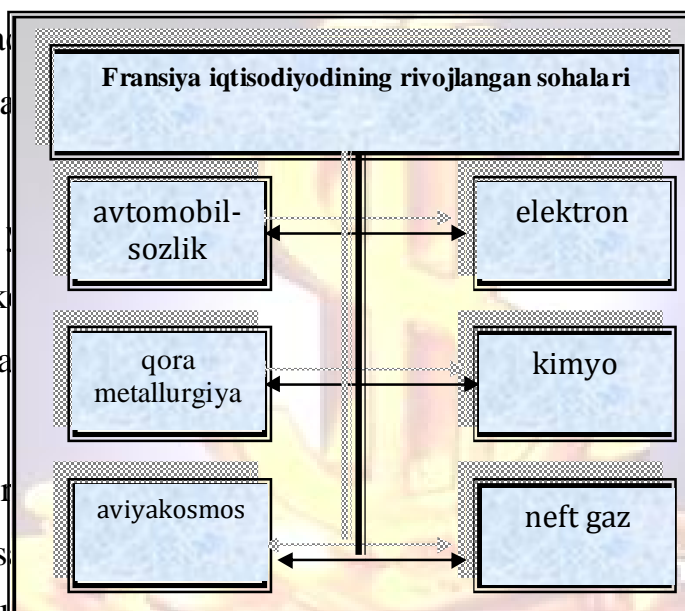 Fransiya iqtisodiyodining rivojlangan sohalari
avtomobil-
sozlik
elektron
qora
metallurgiya
kimyo
aviyakosmos
neft gaz